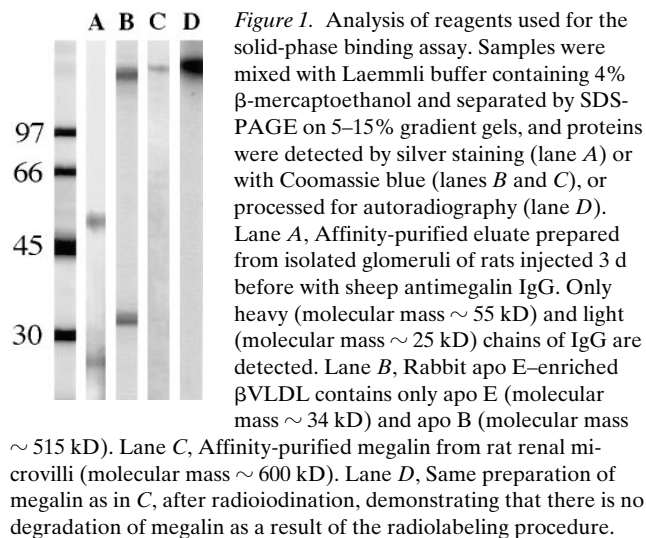 A B C D
97
66
45
30
Figure 1. Analysis of reagents used for the
solid-phase binding assay. Samples were
mixed with Laemmli buffer containing 4%
β-mercaptoethanol and separated by SDS-
PAGE on 5–15% gradient gels, and proteins
were detected by silver staining (lane A) or
with Coomassie blue (lanes B and C), or
processed for autoradiography (lane D).
Lane A, Affinity-purified eluate prepared
from isolated glomeruli of rats injected 3 d
before with sheep antimegalin IgG. Only
heavy (molecular mass ∼ 55 kD) and light
(molecular mass ∼ 25 kD) chains of IgG are
detected. Lane B, Rabbit apo E–enriched
βVLDL contains only apo E (molecular
mass ∼ 34 kD) and apo B (molecular mass
∼ 515 kD). Lane C, Affinity-purified megalin from rat renal mi-
crovilli (molecular mass ∼ 600 kD). Lane D, Same preparation of
megalin as in C, after radioiodination, demonstrating that there is no
degradation of megalin as a result of the radiolabeling procedure.